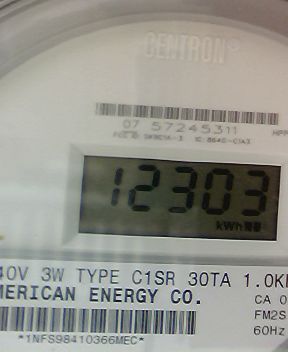 CENTRON®
07 57245311
12303
kWh
40V 3W TYPE C1SR 30TA 1.0K
MERICAN ENERGY CO.
CA 0
FM2S
60Hz
*1NFS98410366MEC*